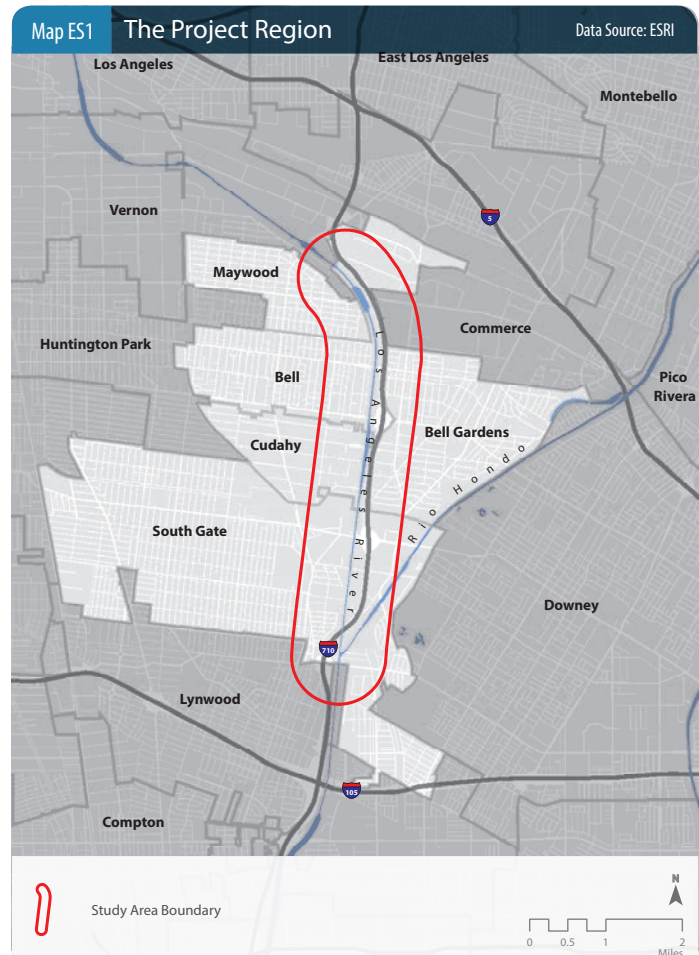 Map ES1
The Project Region
Data Source: ESRI
Los Angeles
East Los Angeles
Montebello
Vernon
5
Maywood
Commerce
Huntington Park
Pico
Rivera
Bell
Los Angeles River
Bell Gardens
Cudahy
Rio Hondo
South Gate
Downey
710
Lynwood
105
Compton
Study Area Boundary
N
0 0.5 1 2
Miles